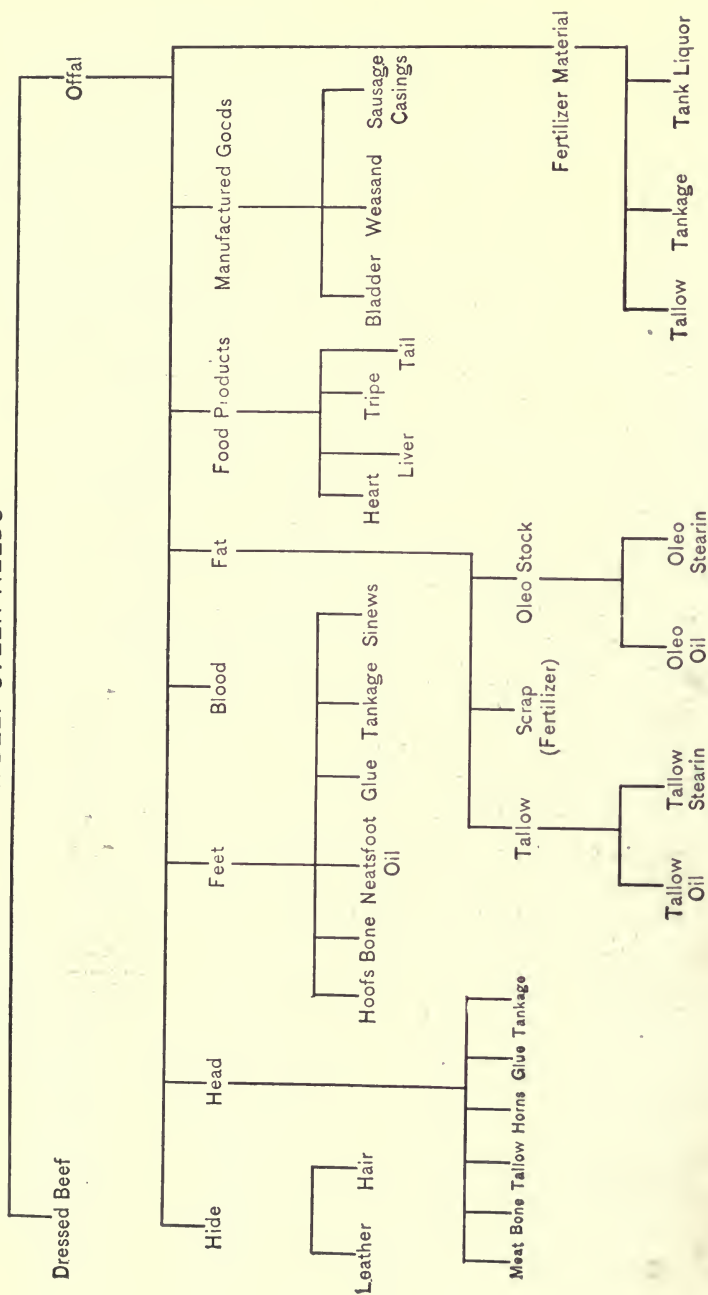 Dressed Beef
Offal
Hide
Head
Feet
Blood
Fat
Food Products
Manufactured Goods
Leather Hair
Hoofs Bone Neatsfoot Glue Tankage Sinews
Oil
Heart
Liver
Tripe
Tail
Bladder Weasand Sausage
Casings
Meat Bone Tallow Horns Glue Tankage
Tallow
Scrap
(Fertilizer)
Oleo Stock
Fertilizer Material
Tallow
Oil
Tallow
Stearin
Oleo
Oil
Oleo
Stearin
Tallow
Tankage
Tank Liquor